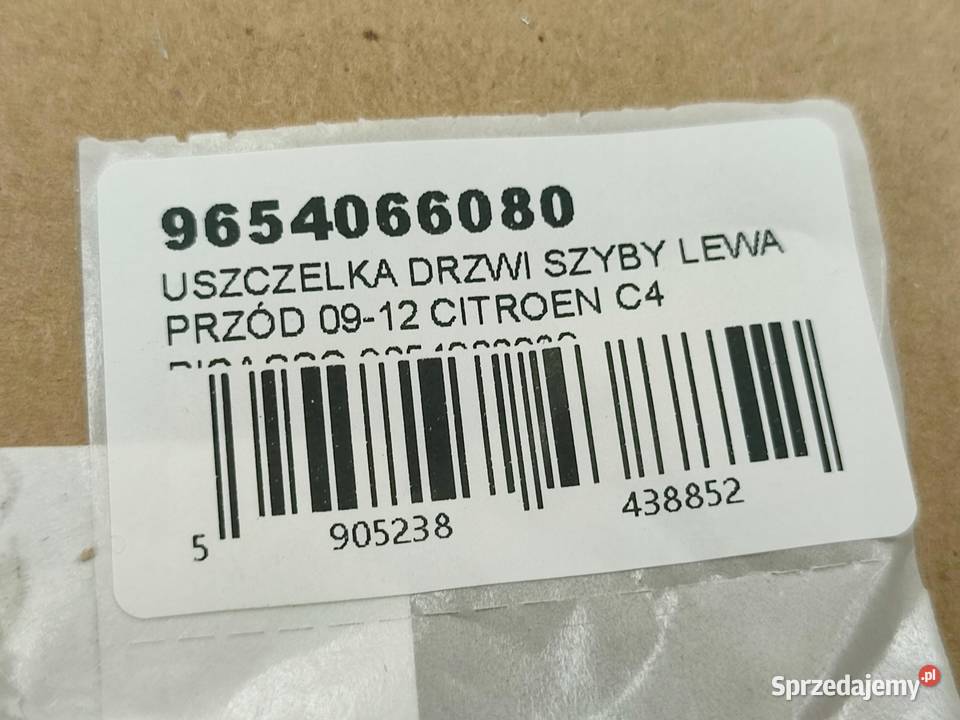 9654066080
USZCZELKA DRZWI SZYBY LEWA
PRZÓD 09-12 CITROEN C4
5 905238 438852
Sprzedajemy.pl